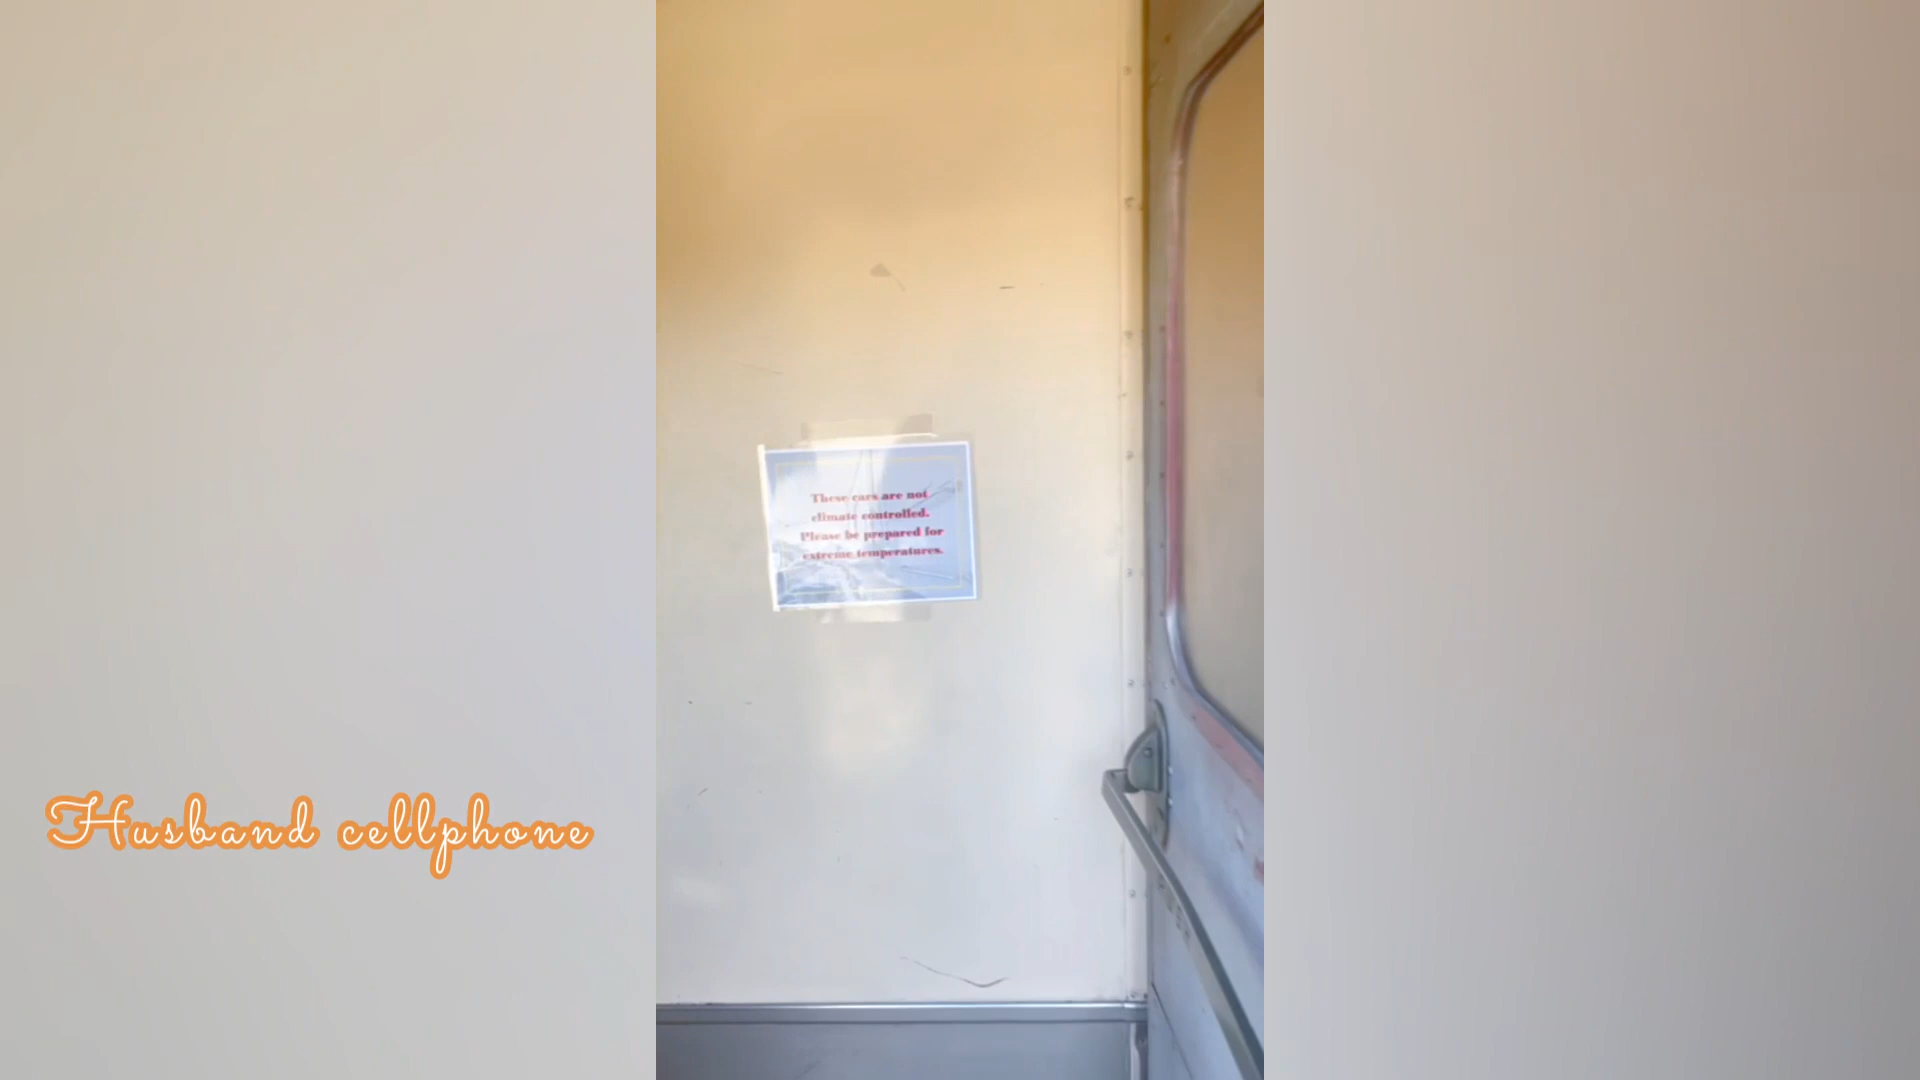 These cars are not
climate controlled.
Please be prepared for
extreme temperatures.
Husband cellphone